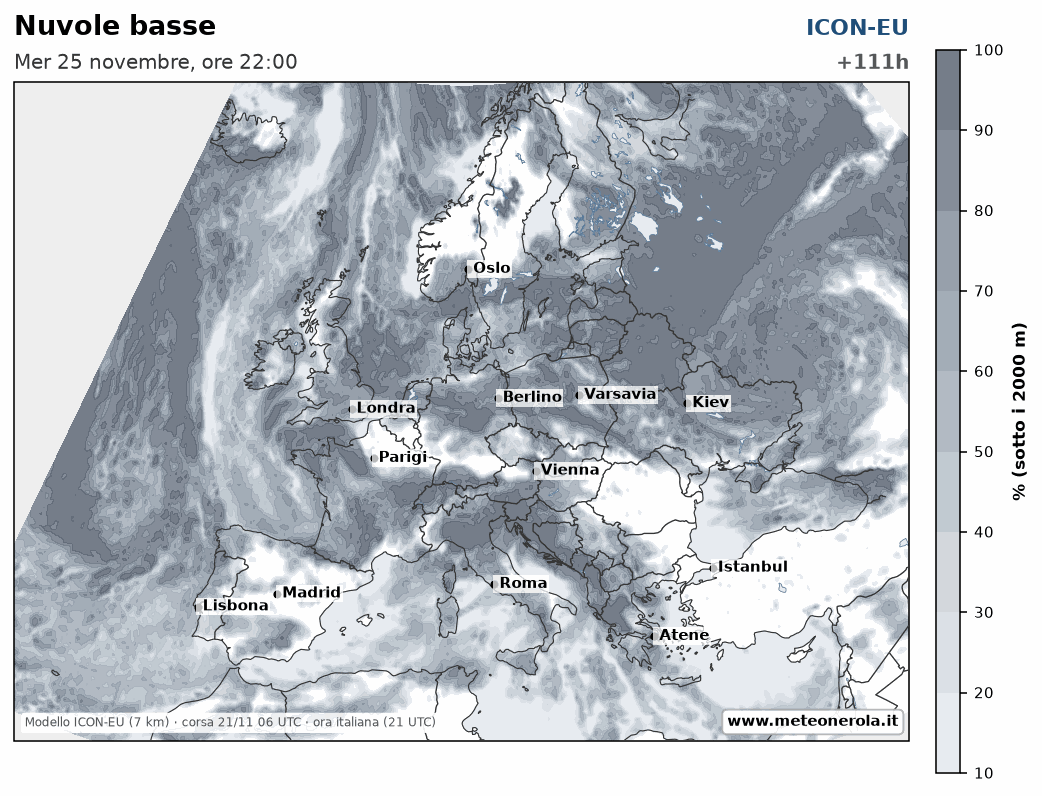 Nuvole basse
ICON-EU
Mer 25 novembre, ore 22:00
+111h
Oslo
Londra
Berlino
Varsavia
Kiev
Parigi
Vienna
Istanbul
Madrid
Roma
Lisbona
Atene
Modello ICON-EU (7 km) · corsa 21/11 06 UTC · ora italiana (21 UTC)
www.meteonerola.it
100
90
80
70
60
50
40
30
20
10
% (sotto i 2000 m)